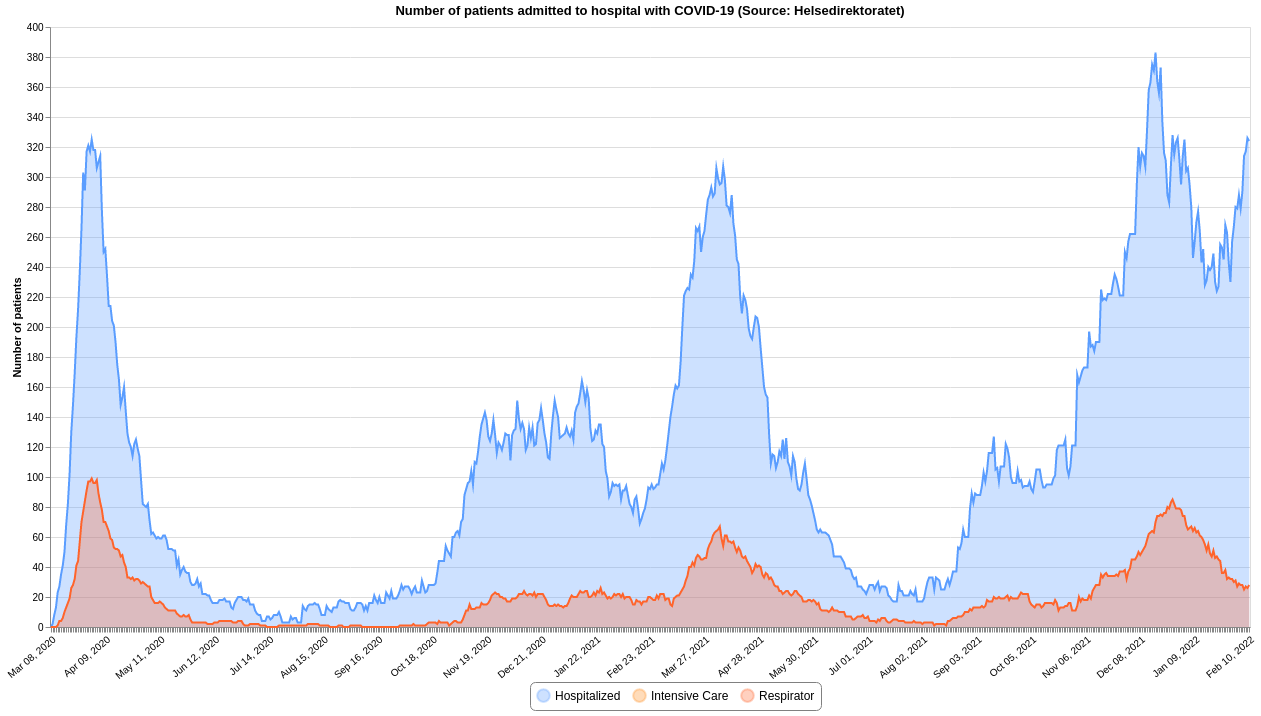 Number of patients admitted to hospital with COVID-19 (Source: Helsedirektoratet)
Number of patients
400
380
360
340
320
300
280
260
240
220
200
180
160
140
120
100
80
60
40
20
0
Mar 08, 2020
Apr 09, 2020
May 11, 2020
Jun 12, 2020
Jul 14, 2020
Aug 15, 2020
Sep 16, 2020
Oct 18, 2020
Nov 19, 2020
Dec 21, 2020
Jan 22, 2021
Feb 23, 2021
Mar 27, 2021
Apr 28, 2021
May 30, 2021
Jul 01, 2021
Aug 02, 2021
Sep 03, 2021
Oct 05, 2021
Nov 06, 2021
Dec 08, 2021
Jan 09, 2022
Feb 10, 2022
Hospitalized Intensive Care Respirator